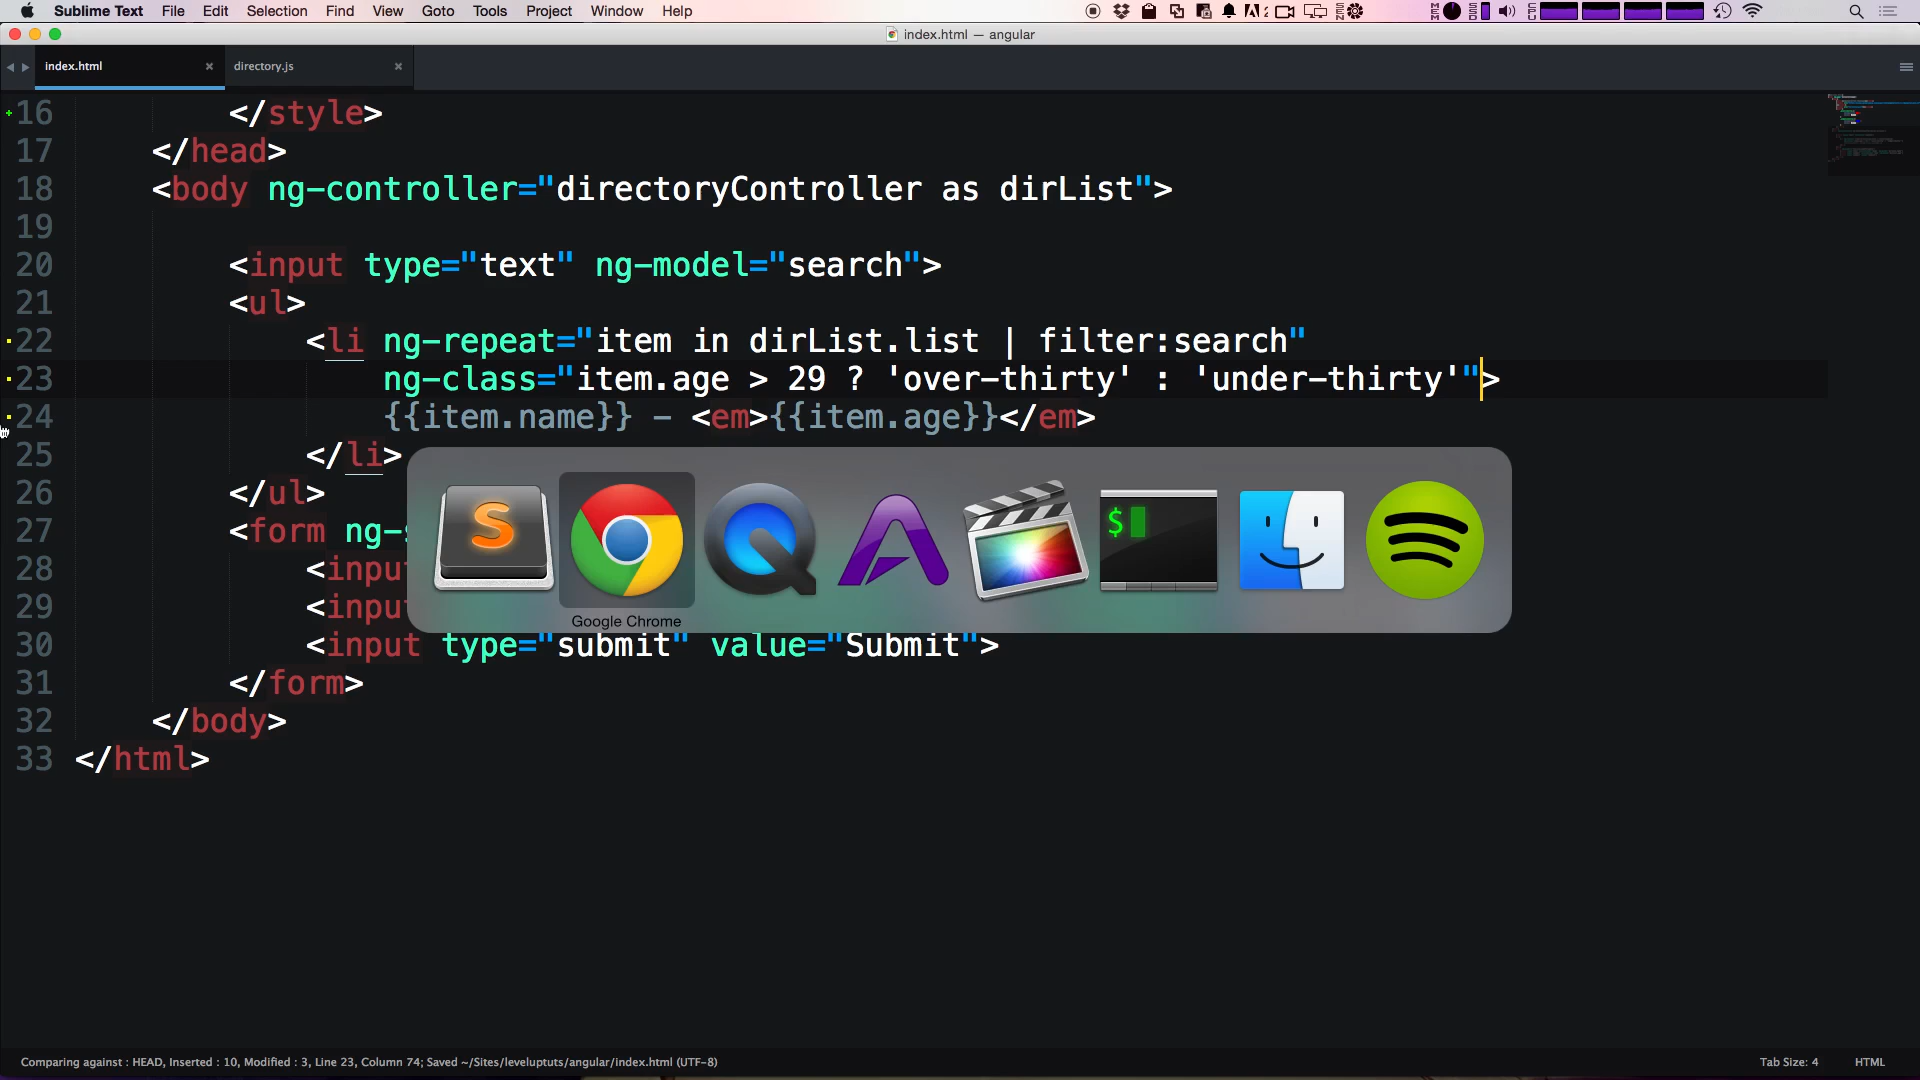 Sublime Text File Edit Selection Find View Goto Tools Project Window Help
index.html — angular
index.html directory.js
16 </style>
17 </head>
18 <body ng-controller="directoryController as dirList">
19
20 <input type="text" ng-model="search">
21 <ul>
22 <li ng-repeat="item in dirList.list | filter:search"
23 ng-class="item.age > 29 ? 'over-thirty' : 'under-thirty'">
24 {{item.name}} - <em>{{item.age}}</em>
25 </li>
26 </ul>
27 <form ng-s
28 <input
29 <input
30 <input type="submit" value="Submit">
31 </form>
32 </body>
33 </html>
Google Chrome
Comparing against : HEAD, Inserted : 10, Modified : 3, Line 23, Column 74; Saved ~/Sites/leveluptuts/angular/index.html (UTF-8)
Tab Size: 4 HTML